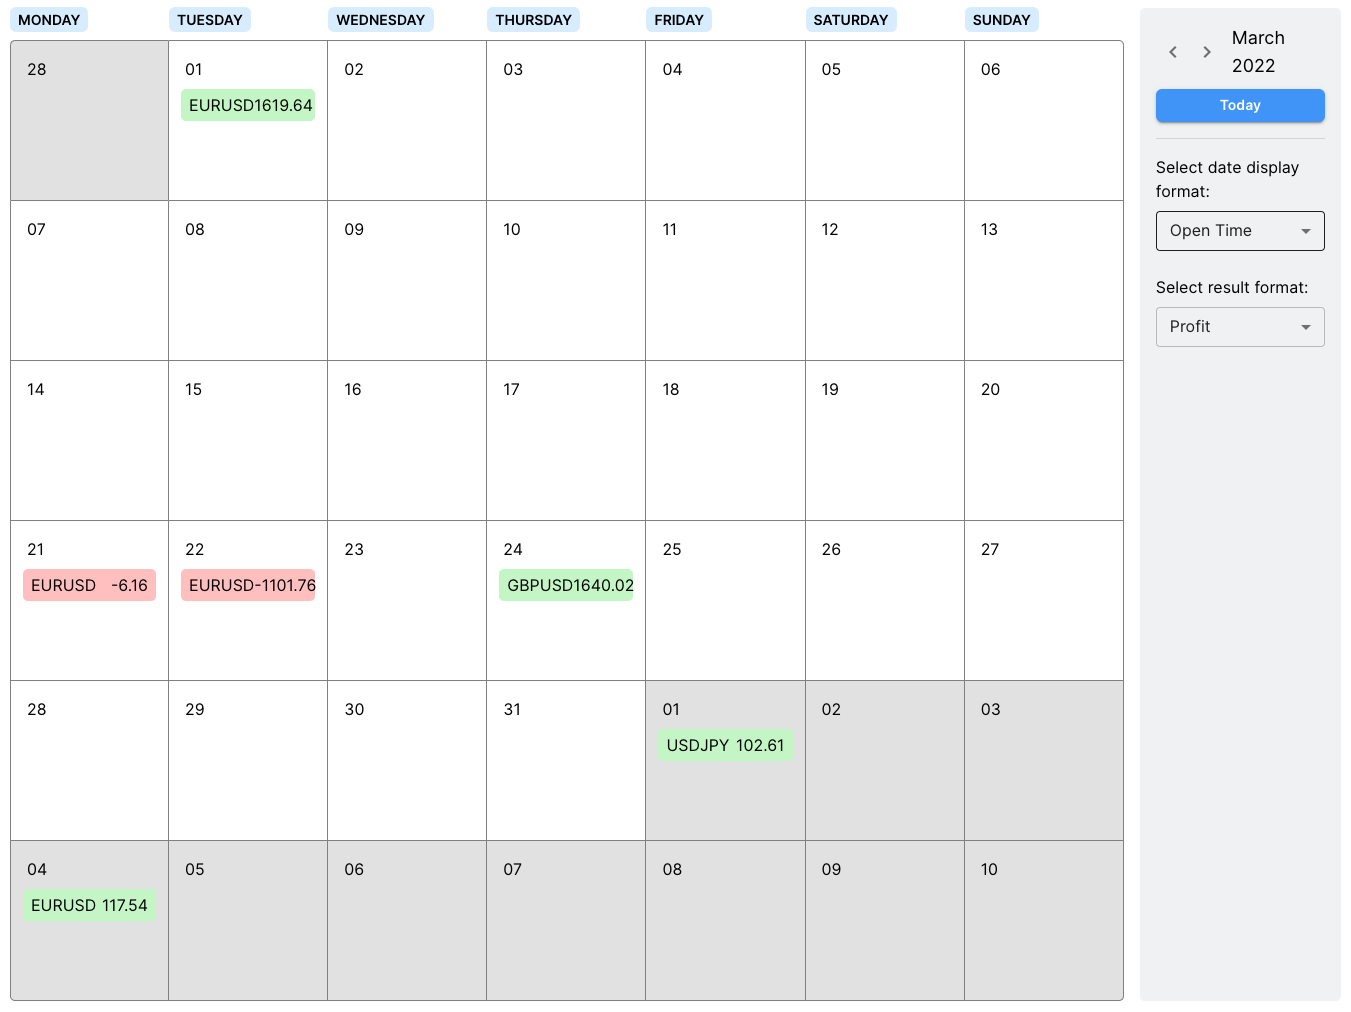 MONDAY TUESDAY WEDNESDAY THURSDAY FRIDAY SATURDAY SUNDAY
28 01 02 03 04 05 06
EURUSD1619.64
07 08 09 10 11 12 13
14 15 16 17 18 19 20
21 22 23 24 25 26 27
EURUSD -6.16 EURUSD-1101.76 GBPUSD1640.02
28 29 30 31 01 02 03
USDJPY 102.61
04 05 06 07 08 09 10
EURUSD 117.54
March
2022
Today
Select date display
format:
Open Time
Select result format:
Profit